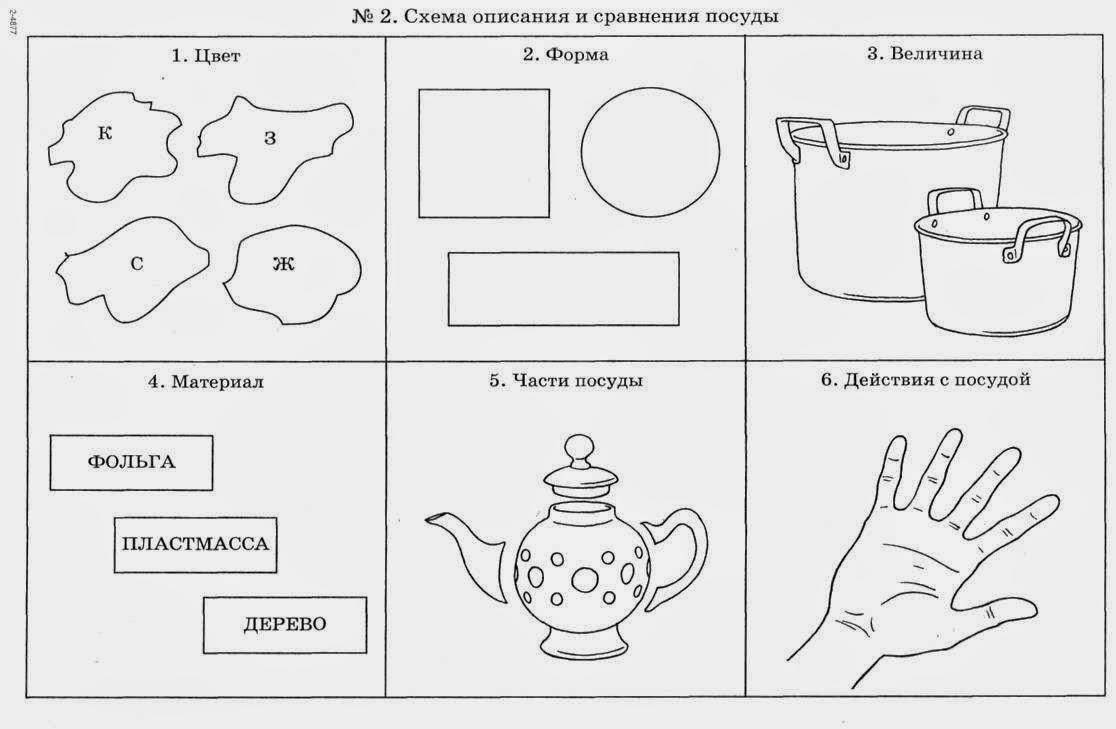 2-4877
№ 2. Схема описания и сравнения посуды
1. Цвет
К
З
С
Ж
2. Форма
3. Величина
4. Материал
ФОЛЬГА
ПЛАСТМАССА
ДЕРЕВО
5. Части посуды
6. Действия с посудой